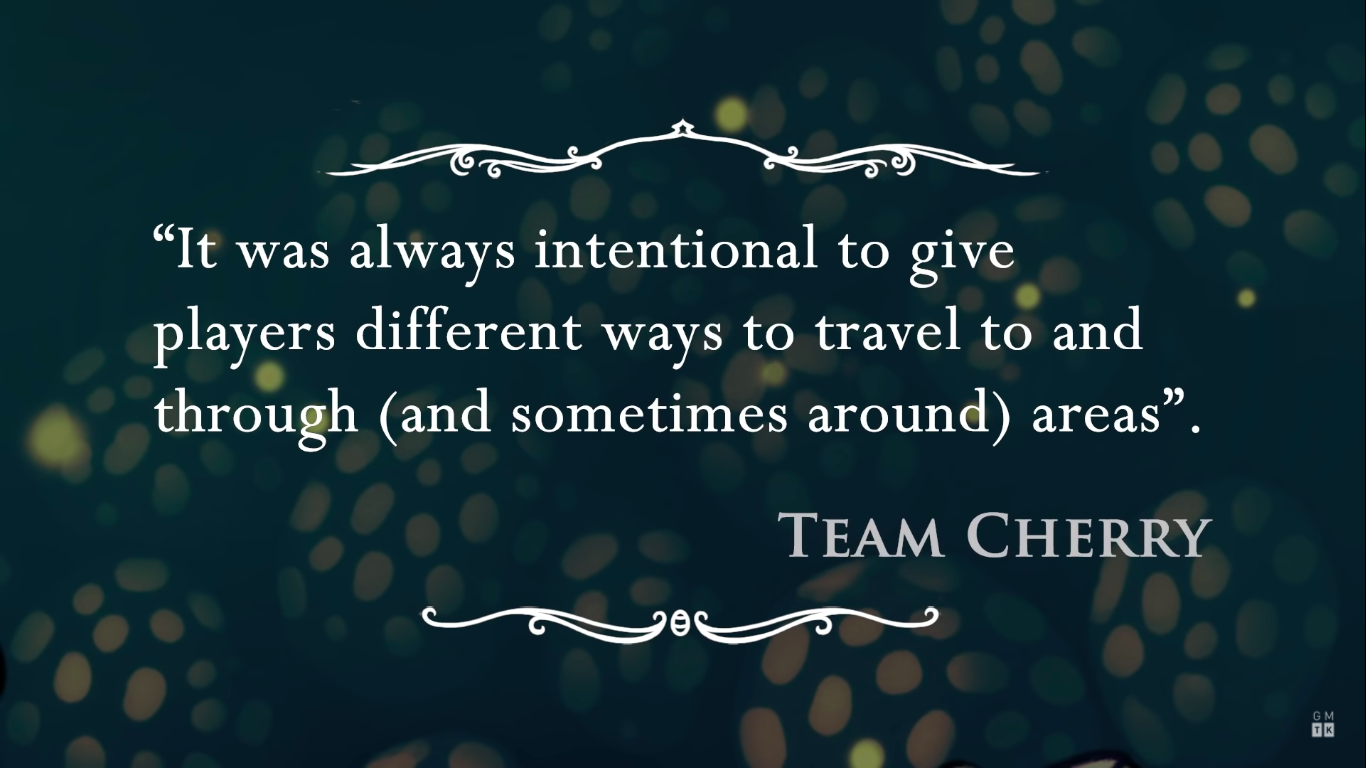 “It was always intentional to give
players different ways to travel to and
through (and sometimes around) areas”.
TEAM CHERRY
GM
TK